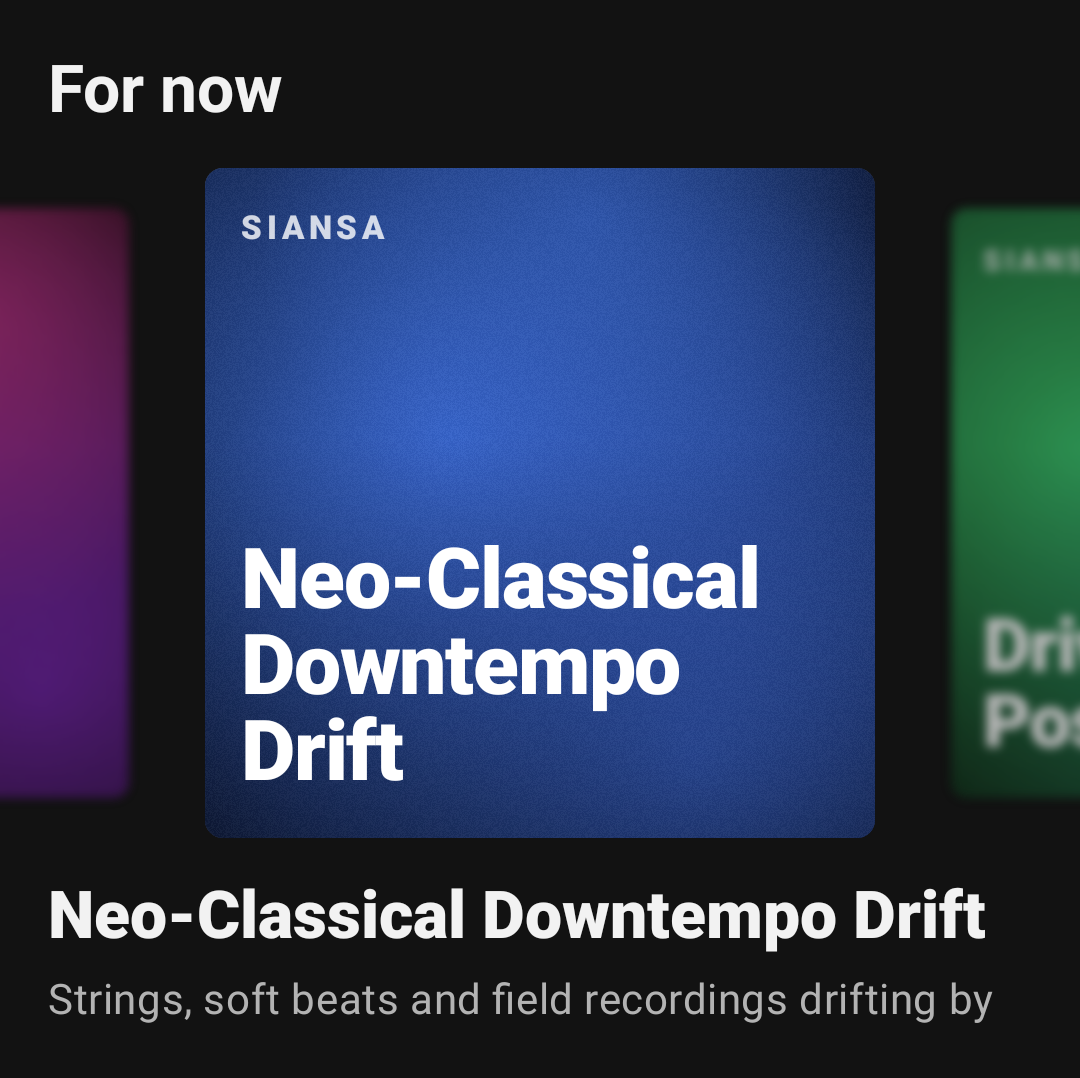 For now
SIANSA
Neo-Classical
Downtempo
Drift
Neo-Classical Downtempo Drift
Strings, soft beats and field recordings drifting by